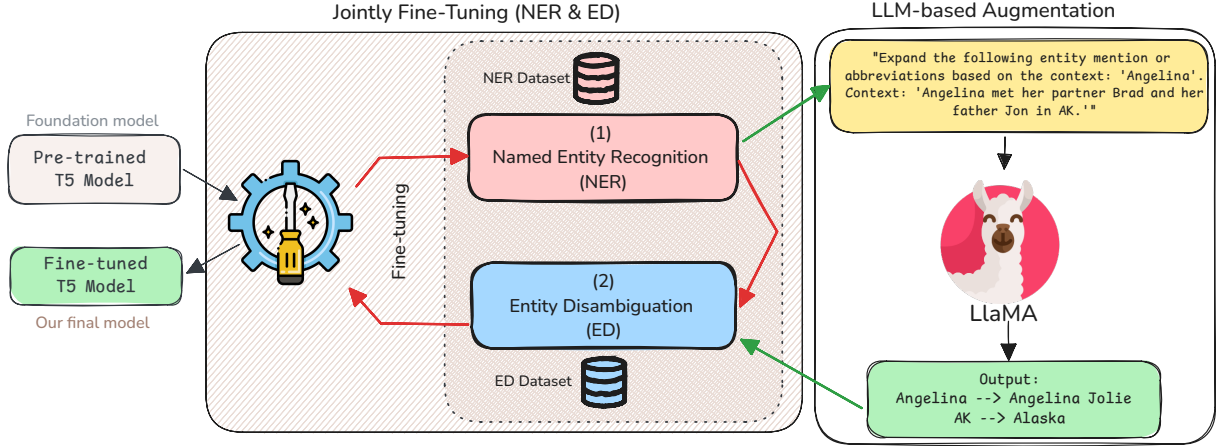 Jointly Fine-Tuning (NER & ED)
LLM-based Augmentation
Foundation model
Pre-trained
T5 Model
Fine-tuned
T5 Model
Our final model
Fine-tuning
NER Dataset
(1)
Named Entity Recognition
(NER)
(2)
Entity Disambiguation
(ED)
ED Dataset
"Expand the following entity mention or
abbreviations based on the context: 'Angelina'.
Context: 'Angelina met her partner Brad and her
father Jon in AK.'"
LlaMA
Output:
Angelina --> Angelina Jolie
AK --> Alaska